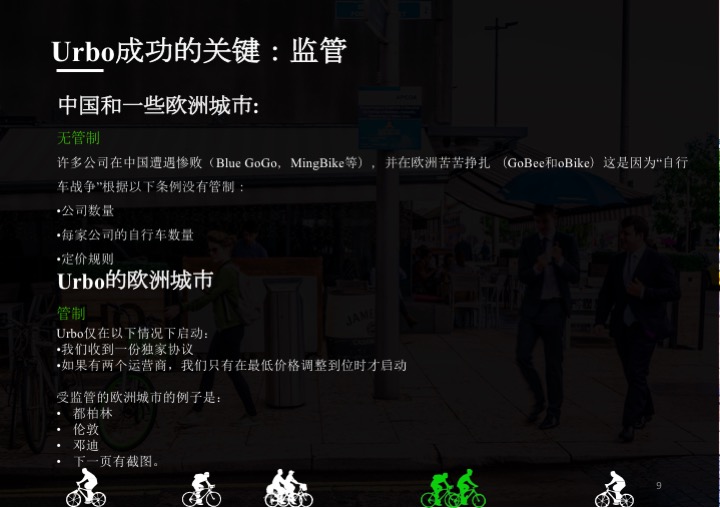 Urbo成功的关键：监管
中国和一些欧洲城市:
无管制
许多公司在中国遭遇惨败（Blue GoGo，MingBike等），并在欧洲苦苦挣扎 （GoBee和oBike）这是因为“自行
车战争”根据以下条例没有管制：
•公司数量
•每家公司的自行车数量
•定价规则
Urbo的欧洲城市
管制
Urbo仅在以下情况下启动:
•我们收到一份独家协议
•如果有两个运营商，我们只有在最低价格调整到位时才启动
受监管的欧洲城市的例子是:
• 都柏林
• 伦敦
• 邓迪
• 下一页有截图。
9